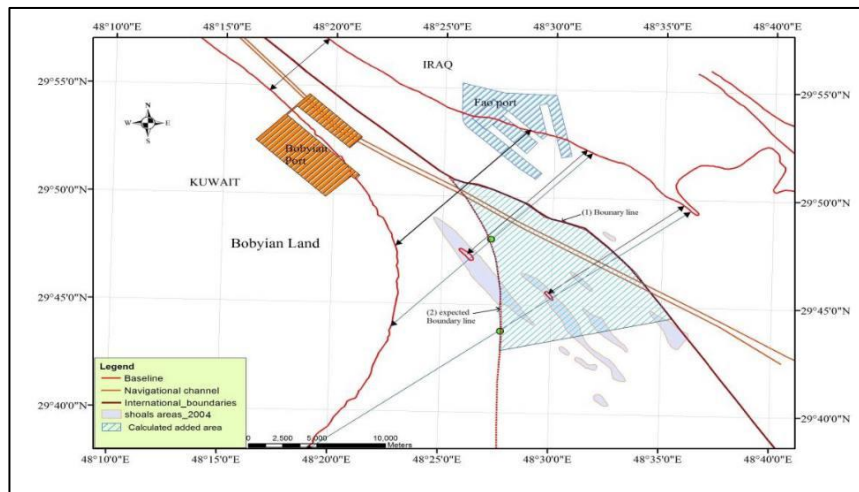 48°10'0"E 48°15'0"E 48°20'0"E 48°25'0"E 48°30'0"E 48°35'0"E 48°40'0"E
IRAQ
29°55'0"N 29°55'0"N
Fao port
N
W E
S
Bobyian
Port
KUWAIT
29°50'0"N 29°50'0"N
(1) Bounary line
Bobyian Land
29°45'0"N 29°45'0"N
(2) expected
Boundary line
Legend
Baseline
Navigational channel
International_boundaries
shoals areas_2004
Calculated added area
29°40'0"N 29°40'0"N
0 2,500 5,000 10,000
Meters
48°10'0"E 48°15'0"E 48°20'0"E 48°25'0"E 48°30'0"E 48°35'0"E 48°40'0"E